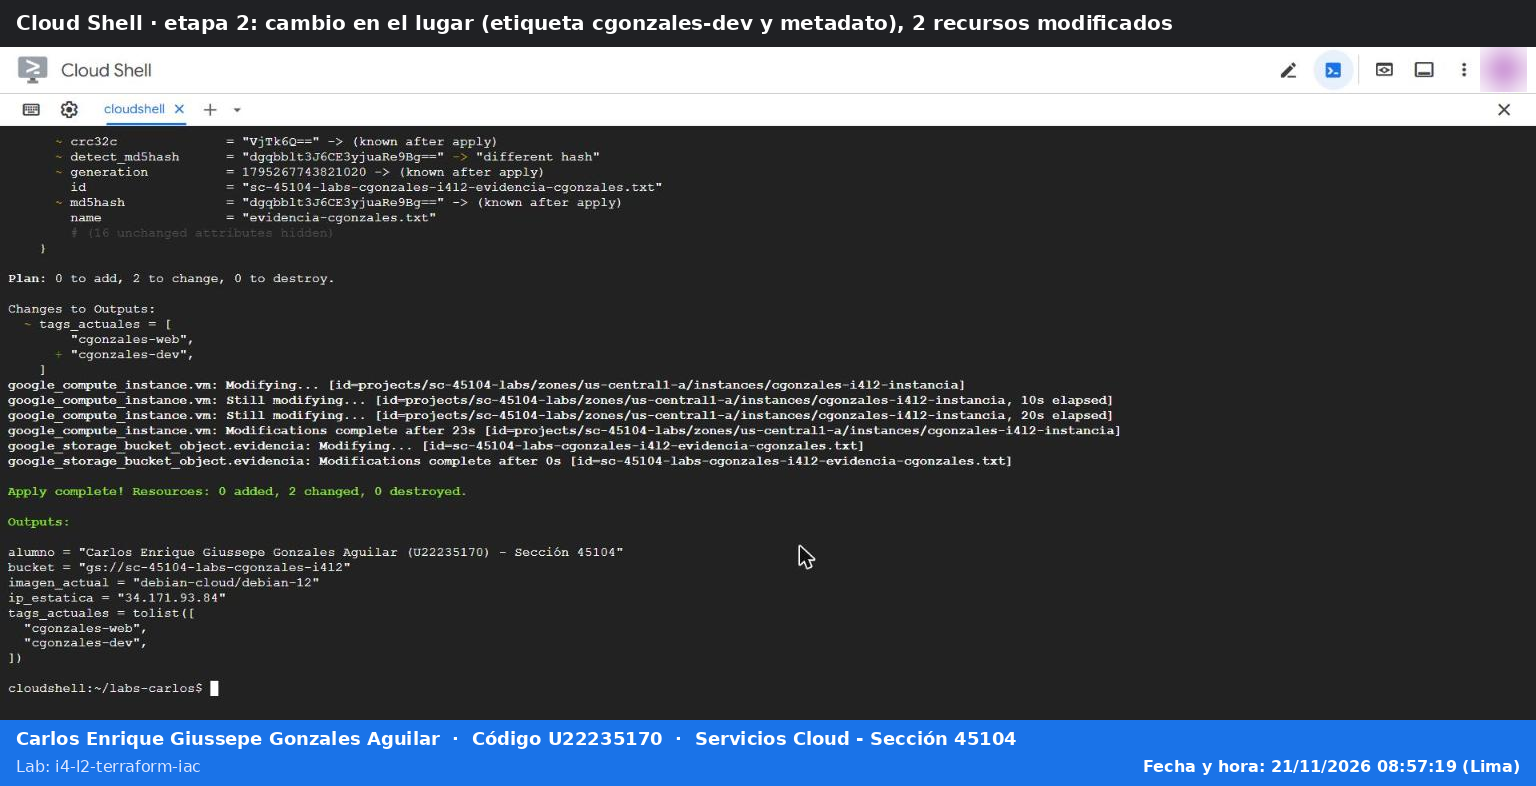 Cloud Shell · etapa 2: cambio en el lugar (etiqueta cgonzales-dev y metadato), 2 recursos modificados
Cloud Shell
cloudshell
~ crc32c = "VjTk6Q==" -> (known after apply)
~ detect_md5hash = "dgqbblt3J6CE3yjuaRe9Bg==" -> "different hash"
~ generation = 1795267743821020 -> (known after apply)
id = "sc-45104-labs-cgonzales-i4l2-evidencia-cgonzales.txt"
~ md5hash = "dgqbblt3J6CE3yjuaRe9Bg==" -> (known after apply)
name = "evidencia-cgonzales.txt"
# (16 unchanged attributes hidden)
}
Plan: 0 to add, 2 to change, 0 to destroy.
Changes to Outputs:
~ tags_actuales = [
"cgonzales-web",
+ "cgonzales-dev",
]
google_compute_instance.vm: Modifying... [id=projects/sc-45104-labs/zones/us-central1-a/instances/cgonzales-i4l2-instancia]
google_compute_instance.vm: Still modifying... [id=projects/sc-45104-labs/zones/us-central1-a/instances/cgonzales-i4l2-instancia, 10s elapsed]
google_compute_instance.vm: Still modifying... [id=projects/sc-45104-labs/zones/us-central1-a/instances/cgonzales-i4l2-instancia, 20s elapsed]
google_compute_instance.vm: Modifications complete after 23s [id=projects/sc-45104-labs/zones/us-central1-a/instances/cgonzales-i4l2-instancia]
google_storage_bucket_object.evidencia: Modifying... [id=sc-45104-labs-cgonzales-i4l2-evidencia-cgonzales.txt]
google_storage_bucket_object.evidencia: Modifications complete after 0s [id=sc-45104-labs-cgonzales-i4l2-evidencia-cgonzales.txt]
Apply complete! Resources: 0 added, 2 changed, 0 destroyed.
Outputs:
alumno = "Carlos Enrique Giussepe Gonzales Aguilar (U22235170) - Sección 45104"
bucket = "gs://sc-45104-labs-cgonzales-i4l2"
imagen_actual = "debian-cloud/debian-12"
ip_estatica = "34.171.93.84"
tags_actuales = tolist([
"cgonzales-web",
"cgonzales-dev",
])
cloudshell:~/labs-carlos$
Carlos Enrique Giussepe Gonzales Aguilar · Código U22235170 · Servicios Cloud - Sección 45104
Lab: i4-l2-terraform-iac
Fecha y hora: 21/11/2026 08:57:19 (Lima)